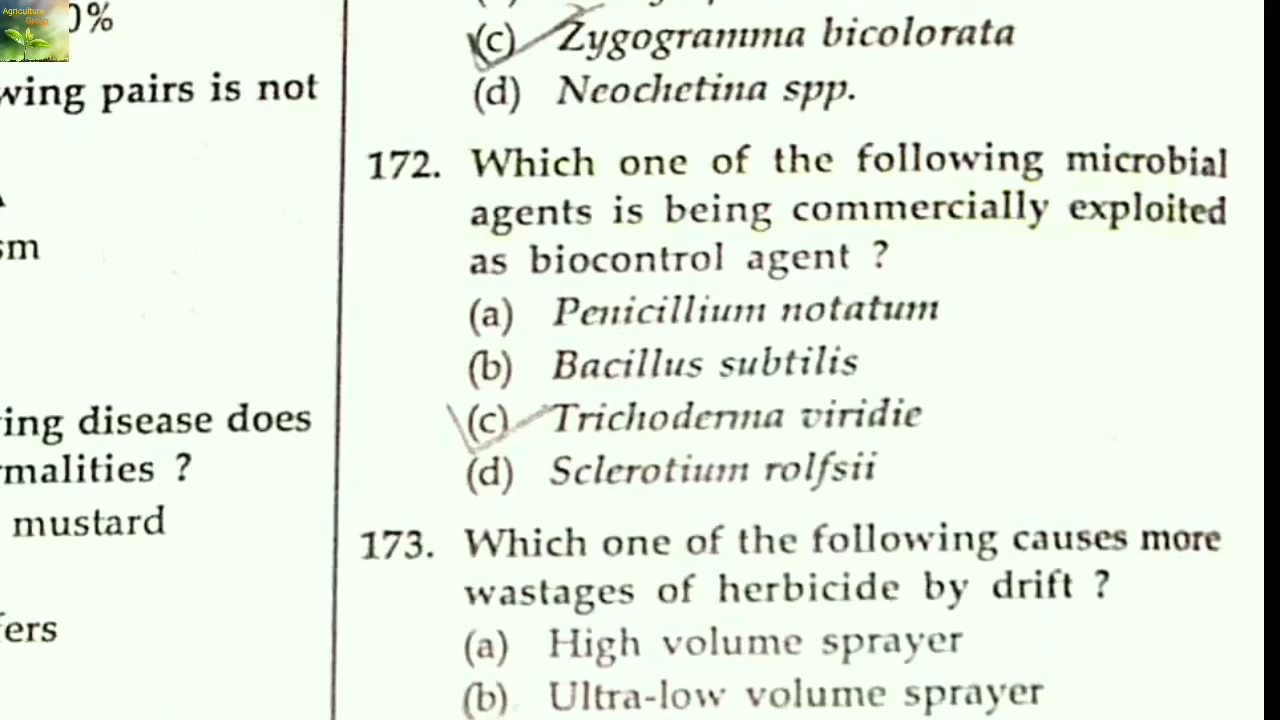 Agriculture
Group
0%
wing pairs is not
sm
ing disease does
malities ?
mustard
fers
(c) Zygogramma bicolorata
(d) Neochetina spp.
172. Which one of the following microbial
agents is being commercially exploited
as biocontrol agent ?
(a) Penicillium notatum
(b) Bacillus subtilis
(c) Trichoderma viridie
(d) Sclerotium rolfsii
173. Which one of the following causes more
wastages of herbicide by drift ?
(a) High volume sprayer
(b) Ultra-low volume sprayer